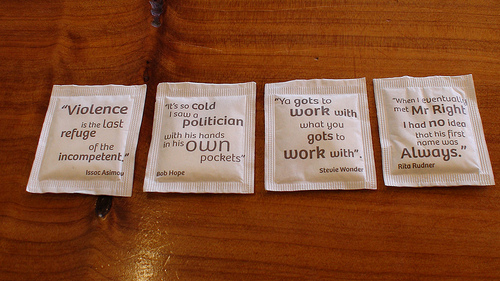 "Violence
is the last
refuge
of the
incompetent."
Issac Asimov
"It's so cold
I saw a
politician
with his hands
in his own
pockets"
Bob Hope
"Ya gots to
work with
what you
gots to
work with".
Stevie Wonder
"When I eventually
met Mr Right
I had no idea
that his first
name was
Always."
Rita Rudner